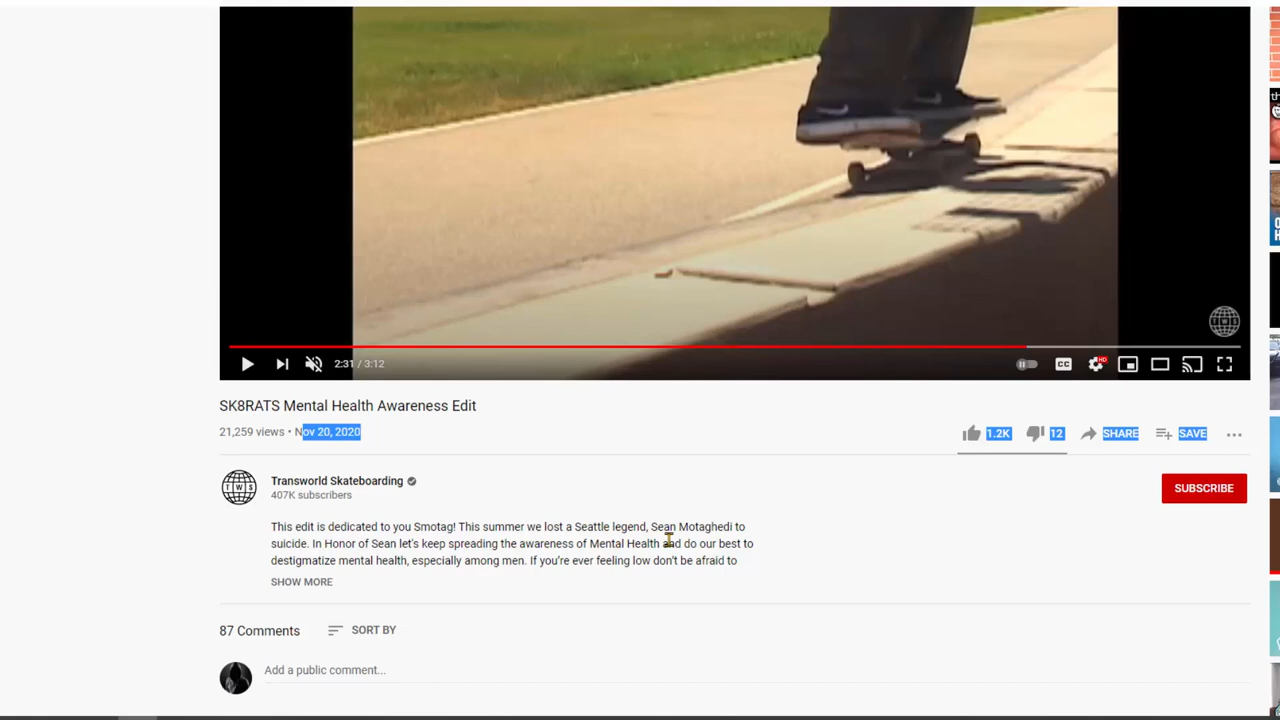 TWS
2:31 / 3:12
CC
HD
SK8RATS Mental Health Awareness Edit
21,259 views • Nov 20, 2020
1.2K
12
SHARE
SAVE
TWS
Transworld Skateboarding
407K subscribers
SUBSCRIBE
This edit is dedicated to you Smotag! This summer we lost a Seattle legend, Sean Motaghedi to
suicide. In Honor of Sean let's keep spreading the awareness of Mental Health and do our best to
destigmatize mental health, especially among men. If you're ever feeling low don't be afraid to
SHOW MORE
87 Comments
SORT BY
Add a public comment...